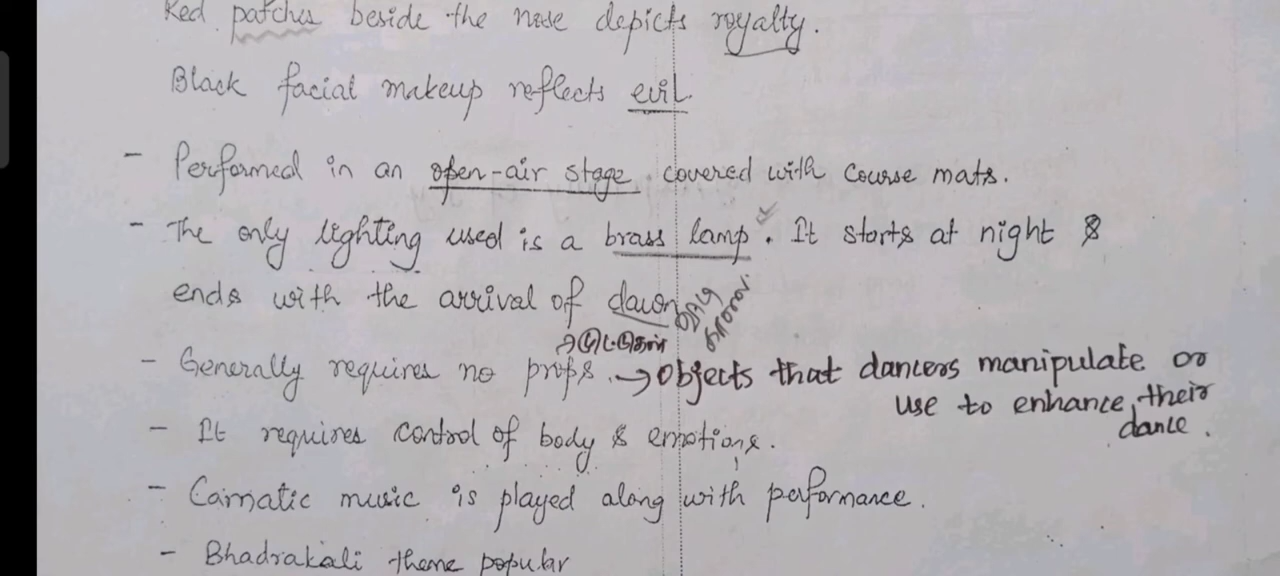 Red patches beside the nose depicts royalty.
Black facial makeup reflects evil.
- Performed in an open-air stage covered with course mats.
- The only lighting used is a brass lamp. It starts at night &
ends with the arrival of dawn
- Generally requires no props. → objects that dancers manipulate or
use to enhance their
dance.
- It requires control of body & emotions.
- Carnatic music is played along with performance.
- Bhadrakali theme popular